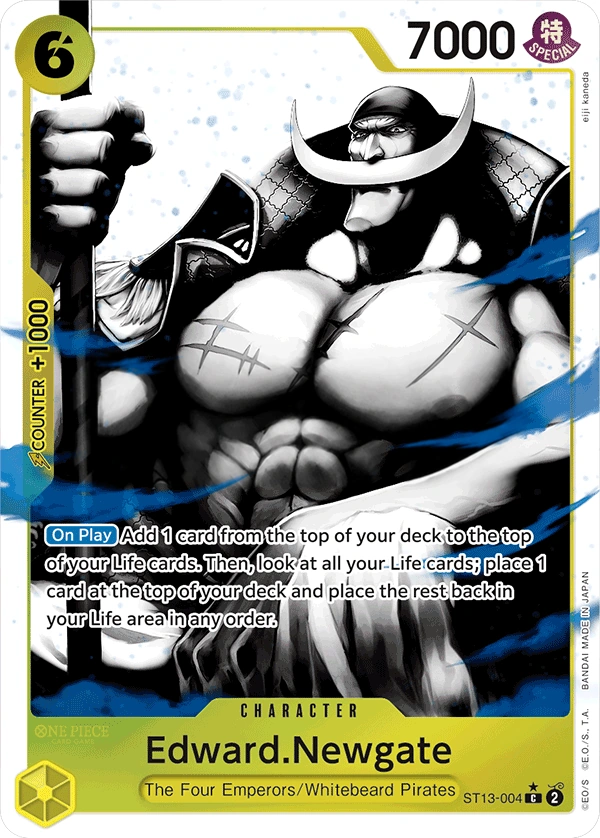 6
7000
特
SPECIAL
eiji kaneda
COUNTER +1000
On Play Add 1 card from the top of your deck to the top
of your Life cards. Then, look at all your Life cards; place 1
card at the top of your deck and place the rest back in
your Life area in any order.
CHARACTER
ONE PIECE
CARD GAME
Edward.Newgate
The Four Emperors/Whitebeard Pirates
ST13-004 C 2
©E.O/S ©E.O./S., T.A. BANDAI MADE IN JAPAN